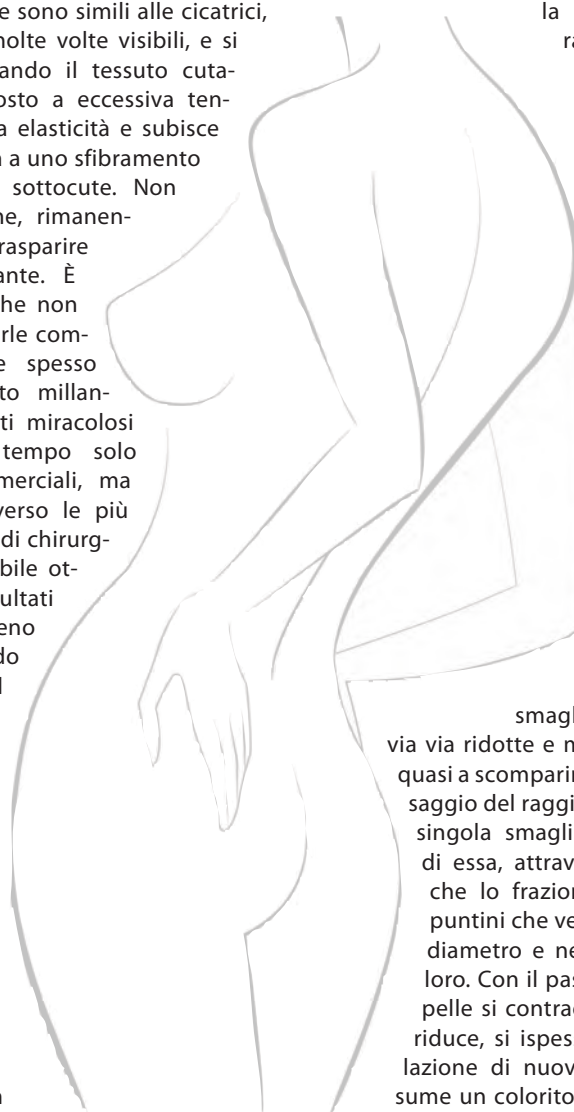 e sono simili alle cicatrici,
olte volte visibili, e si
ando il tessuto cuta-
osto a eccessiva ten-
a elasticità e subisce
a uno sfibramento
sottocute. Non
ne, rimanen-
rasparire
ante. È
he non
rle com-
e spesso
to millan-
ti miracolosi
tempo solo
merciali, ma
verso le più
di chirurg-
bile ot-
ultati
eno
do
la
smagl
via via ridotte e m
quasi a scomparir
saggio del raggi
singola smagli
di essa, attrav
che lo frazion
puntini che ve
diametro e ne
loro. Con il pas
pelle si contrae
riduce, si ispes
lazione di nuov
sume un colorito